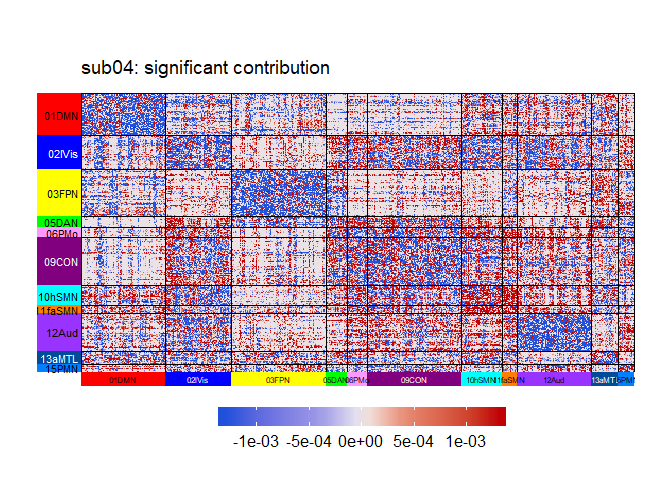 sub04: significant contribution
01DMN
02lVis
03FPN
05DAN
06PMo
09CON
10hSMN
11faSMN
12Aud
13aMTL
15PMN
01DMN 02lVis 03FPN 05DAN 06PMo 09CON 10hSMN 11faSMN 12Aud 13aMTL
-1e-03 -5e-04 0e+00 5e-04 1e-03